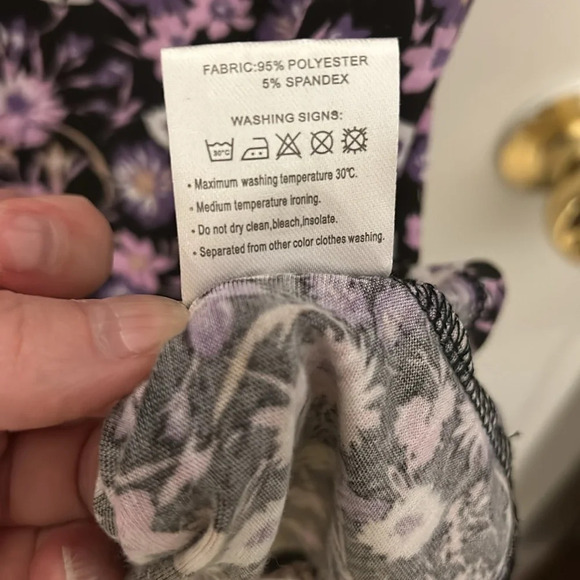 FABRIC:95% POLYESTER
5% SPANDEX
WASHING SIGNS:
30°C
• Maximum washing temperature 30℃.
• Medium temperature ironing.
• Do not dry clean,bleach,insolate.
• Separated from other color clothes washing.